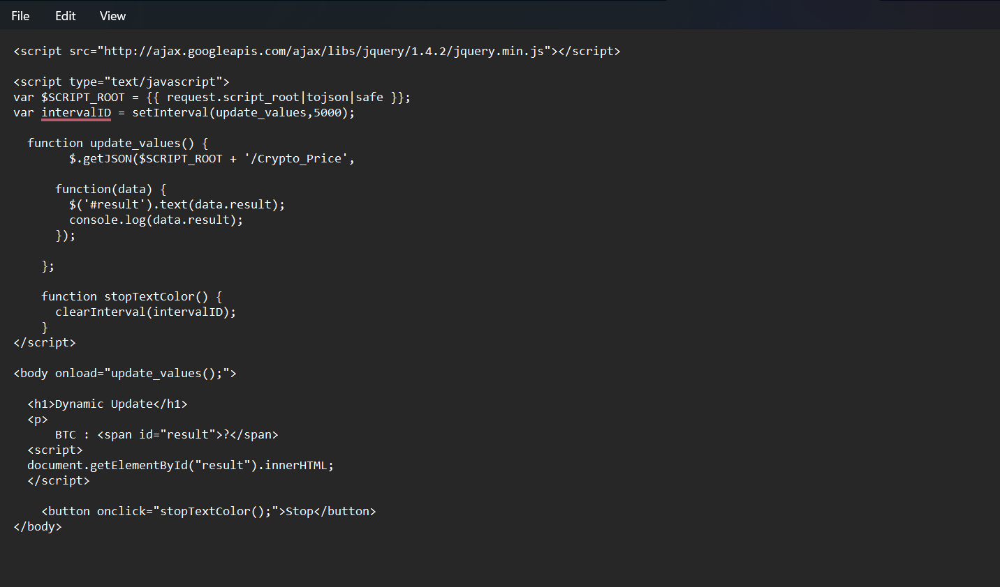 File Edit View
<script src="http://ajax.googleapis.com/ajax/libs/jquery/1.4.2/jquery.min.js"></script>
<script type="text/javascript">
var $SCRIPT_ROOT = {{ request.script_root|tojson|safe }};
var intervalID = setInterval(update_values,5000);
function update_values() {
$.getJSON($SCRIPT_ROOT + '/Crypto_Price',
function(data) {
$('#result').text(data.result);
console.log(data.result);
});
};
function stopTextColor() {
clearInterval(intervalID);
}
</script>
<body onload="update_values();">
<h1>Dynamic Update</h1>
<p>
BTC : <span id="result">?</span>
<script>
document.getElementById("result").innerHTML;
</script>
<button onclick="stopTextColor();">Stop</button>
</body>